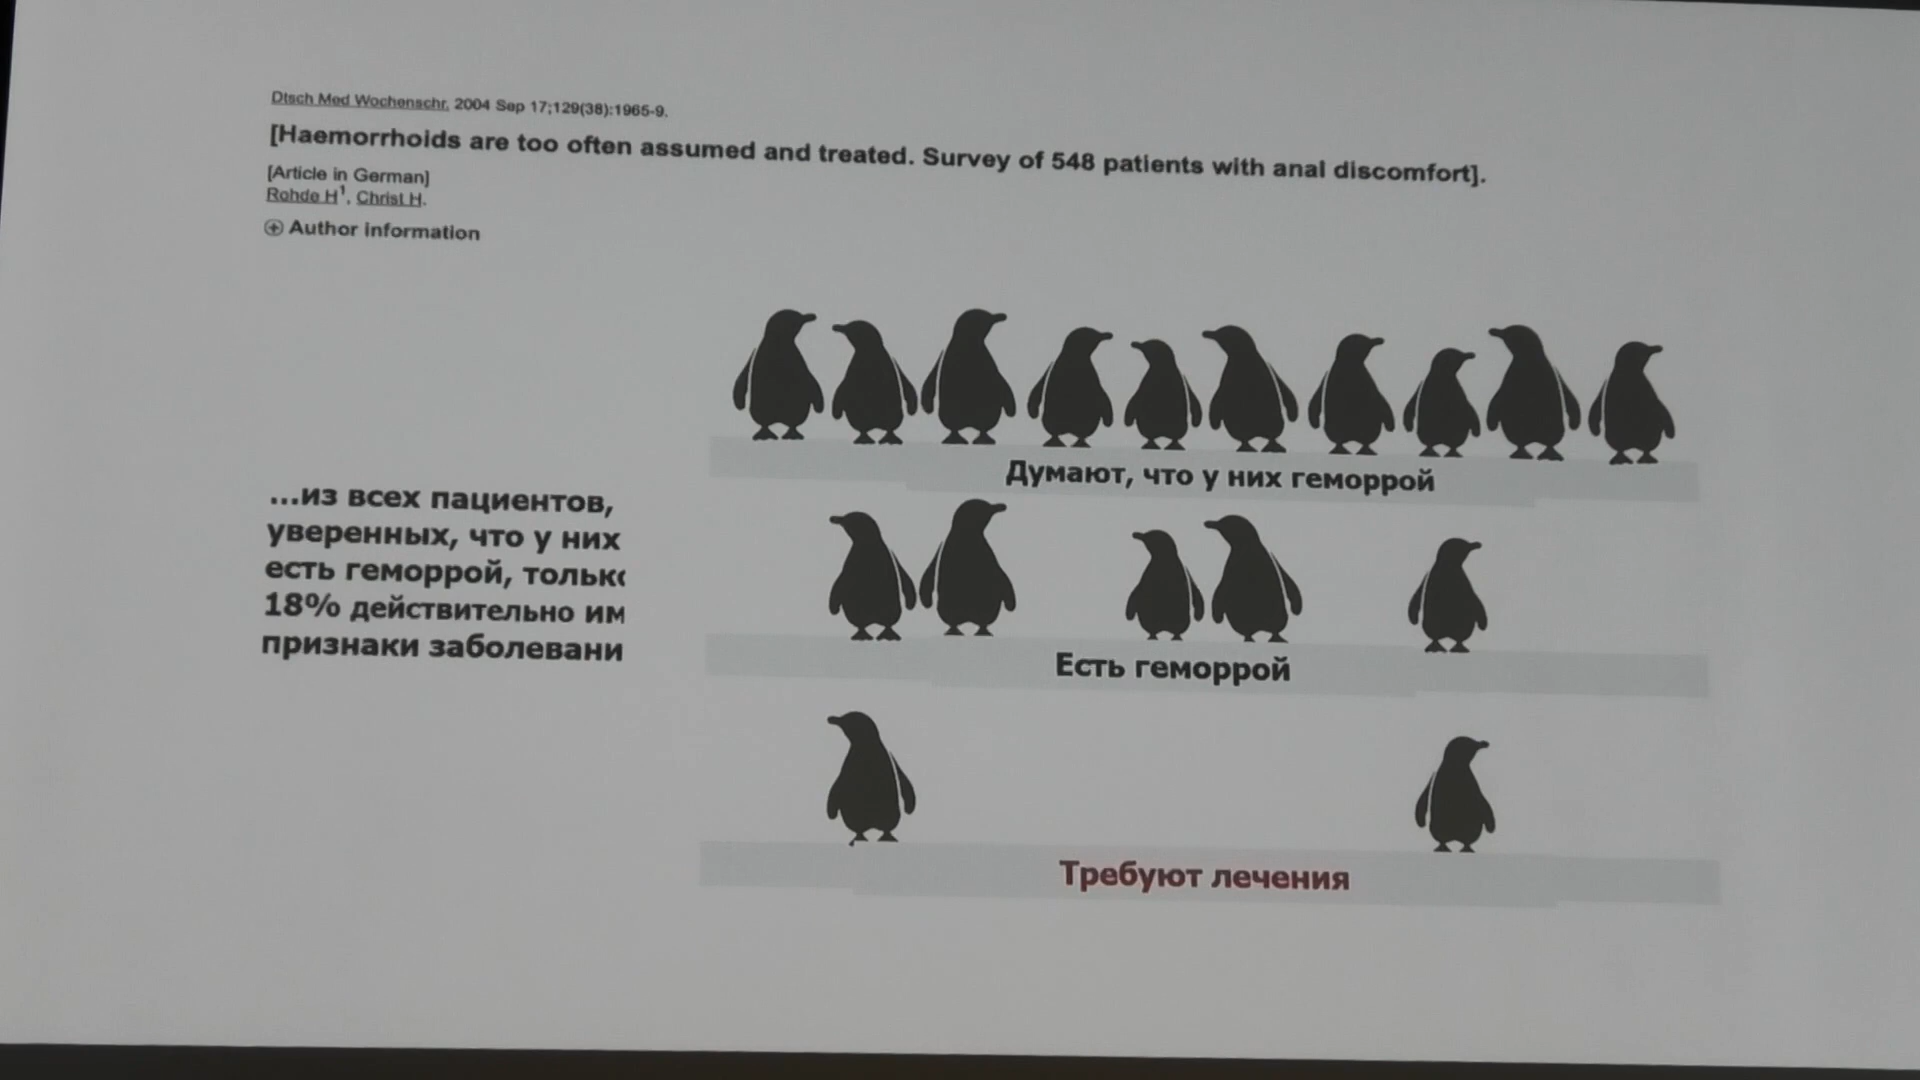 Dtsch Med Wochenschr. 2004 Sep 17;129(38):1965-9.
[Haemorrhoids are too often assumed and treated. Survey of 548 patients with anal discomfort].
[Article in German]
Rohde H1, Christ H.
Author information
Думают, что у них геморрой
...из всех пациентов,
уверенных, что у них
есть геморрой, только
18% действительно им
признаки заболевани
Есть геморрой
Требуют лечения